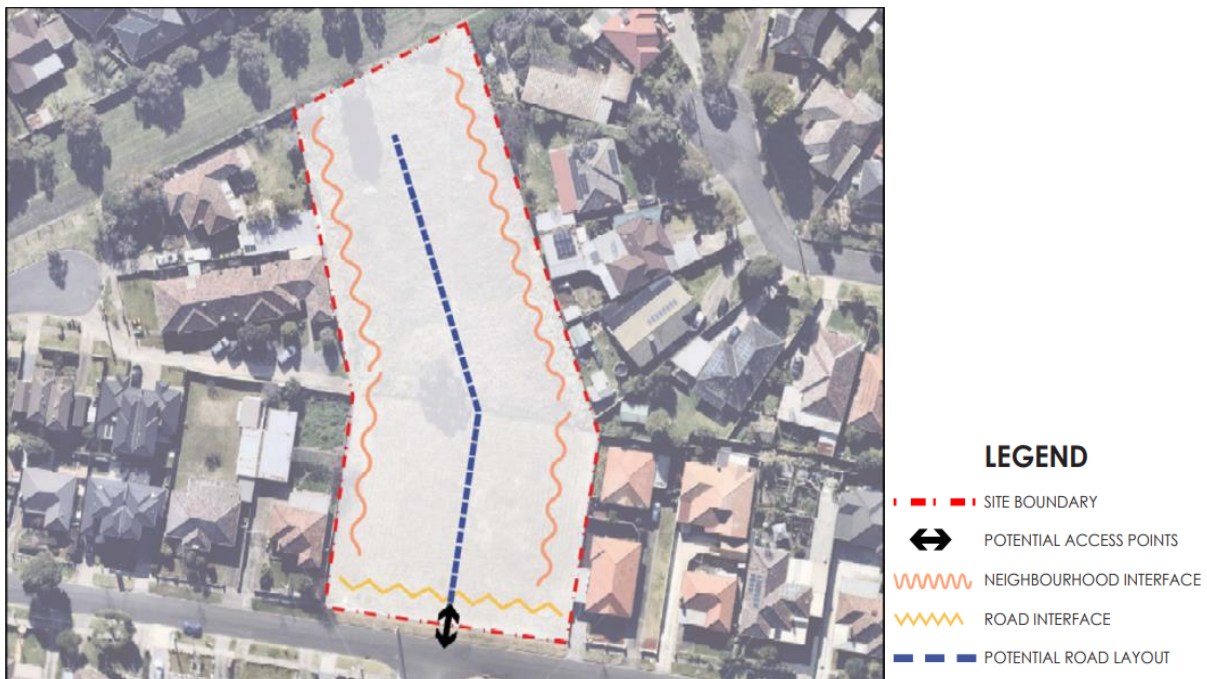 LEGEND
SITE BOUNDARY
POTENTIAL ACCESS POINTS
NEIGHBOURHOOD INTERFACE
ROAD INTERFACE
POTENTIAL ROAD LAYOUT